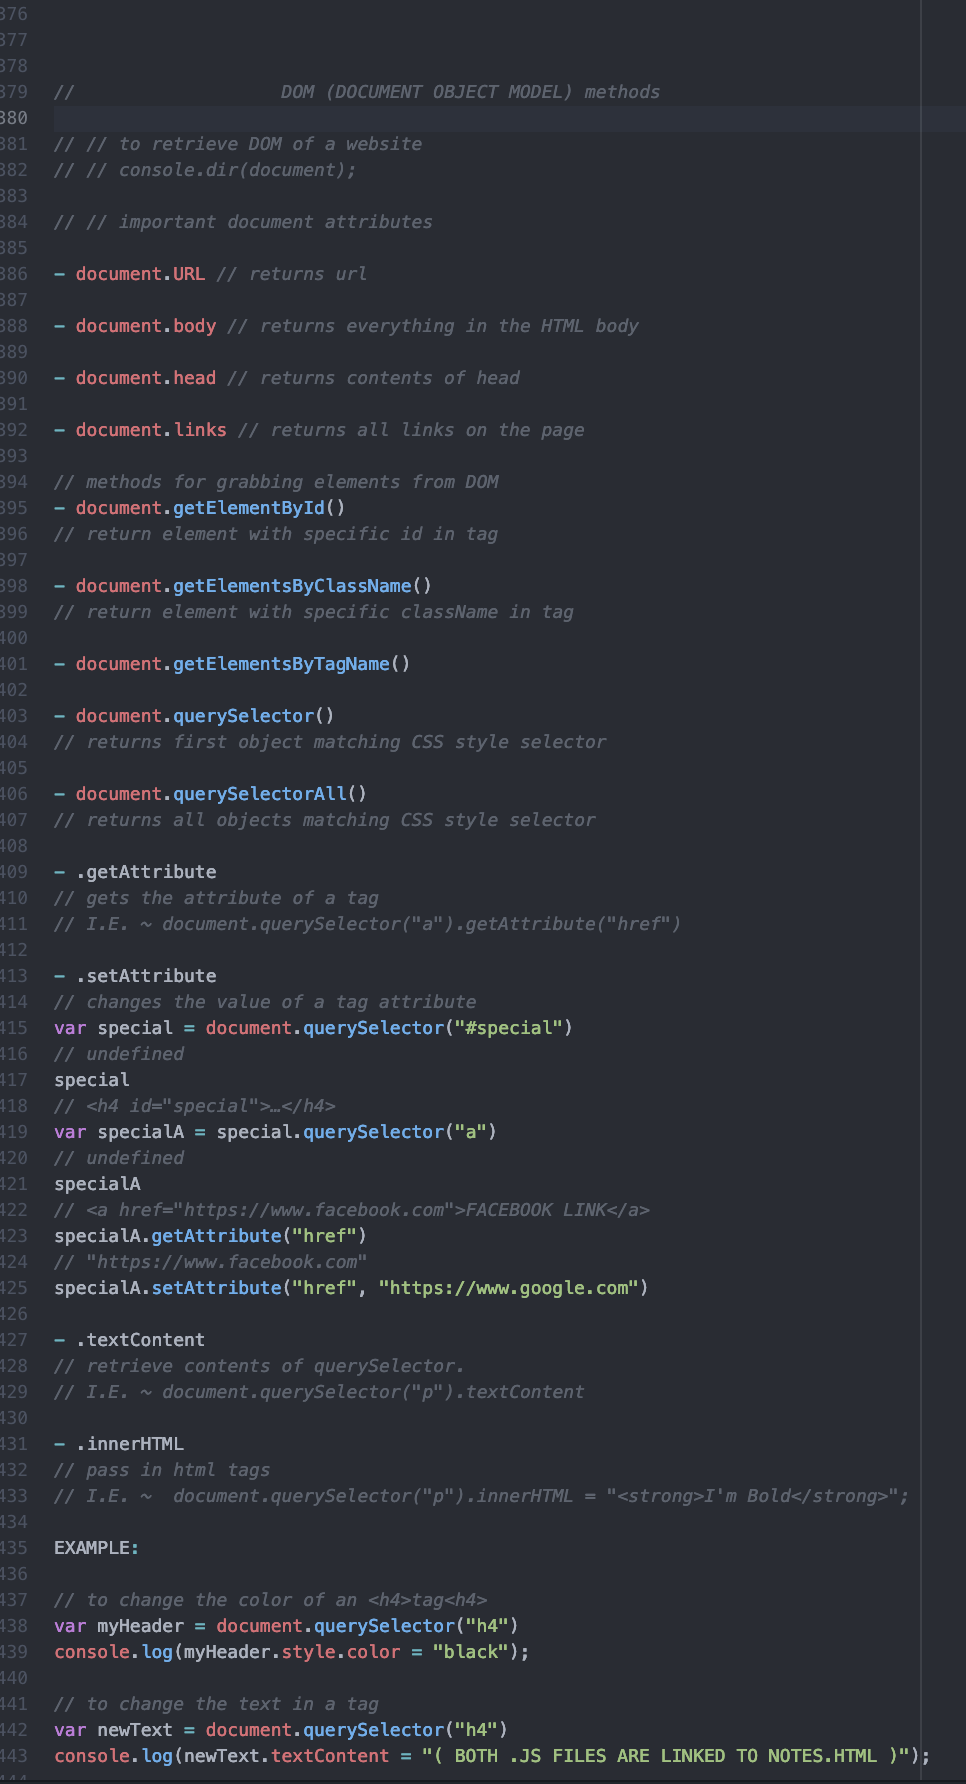 376
377
378
379 // DOM (DOCUMENT OBJECT MODEL) methods
380
381 // // to retrieve DOM of a website
382 // // console.dir(document);
383
384 // // important document attributes
385
386 - document.URL // returns url
387
388 - document.body // returns everything in the HTML body
389
390 - document.head // returns contents of head
391
392 - document.links // returns all links on the page
393
394 // methods for grabbing elements from DOM
395 - document.getElementById()
396 // return element with specific id in tag
397
398 - document.getElementsByClassName()
399 // return element with specific className in tag
400
401 - document.getElementsByTagName()
402
403 - document.querySelector()
404 // returns first object matching CSS style selector
405
406 - document.querySelectorAll()
407 // returns all objects matching CSS style selector
408
409 - .getAttribute
410 // gets the attribute of a tag
411 // I.E. ~ document.querySelector("a").getAttribute("href")
412
413 - .setAttribute
414 // changes the value of a tag attribute
415 var special = document.querySelector("#special")
416 // undefined
417 special
418 // <h4 id="special">…</h4>
419 var specialA = special.querySelector("a")
420 // undefined
421 specialA
422 // <a href="https://www.facebook.com">FACEBOOK LINK</a>
423 specialA.getAttribute("href")
424 // "https://www.facebook.com"
425 specialA.setAttribute("href", "https://www.google.com")
426
427 - .textContent
428 // retrieve contents of querySelector.
429 // I.E. ~ document.querySelector("p").textContent
430
431 - .innerHTML
432 // pass in html tags
433 // I.E. ~  document.querySelector("p").innerHTML = "<strong>I'm Bold</strong>";
434
435 EXAMPLE:
436
437 // to change the color of an <h4>tag<h4>
438 var myHeader = document.querySelector("h4")
439 console.log(myHeader.style.color = "black");
440
441 // to change the text in a tag
442 var newText = document.querySelector("h4")
443 console.log(newText.textContent = "( BOTH .JS FILES ARE LINKED TO NOTES.HTML )");